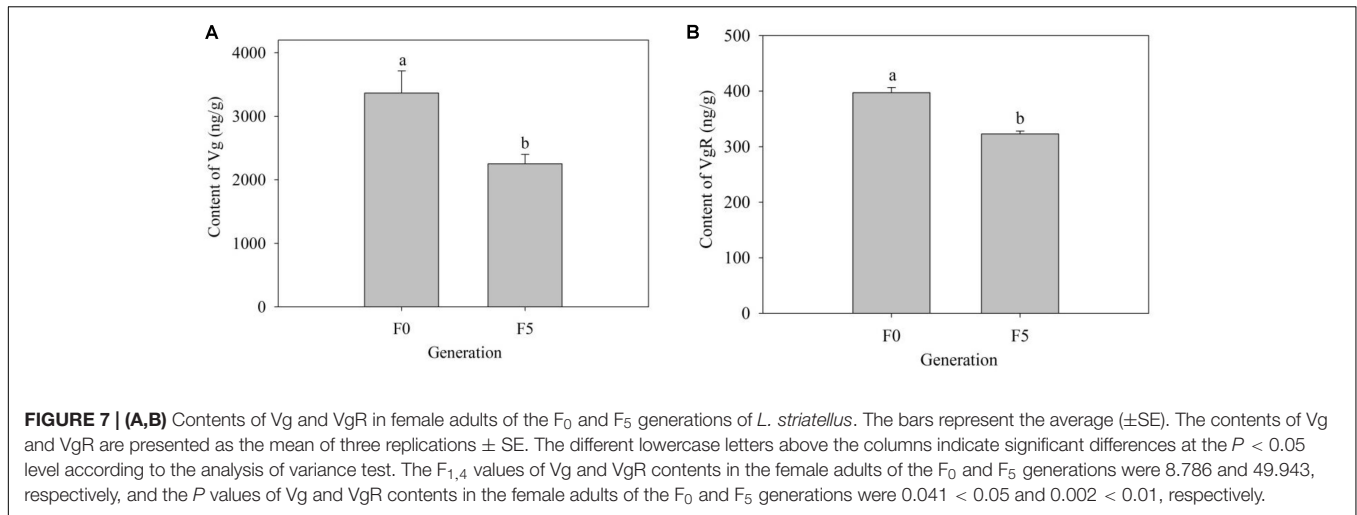 A
4000
3000
2000
1000
0
Content of Vg (ng/g)
a
b
F0
F5
Generation
B
500
400
300
200
100
0
Content of VgR (ng/g)
a
b
F0
F5
Generation
FIGURE 7 | (A,B) Contents of Vg and VgR in female adults of the F0 and F5 generations of L. striatellus. The bars represent the average (±SE). The contents of Vg
and VgR are presented as the mean of three replications ± SE. The different lowercase letters above the columns indicate significant differences at the P < 0.05
level according to the analysis of variance test. The F1,4 values of Vg and VgR contents in the female adults of the F0 and F5 generations were 8.786 and 49.943,
respectively, and the P values of Vg and VgR contents in the female adults of the F0 and F5 generations were 0.041 < 0.05 and 0.002 < 0.01, respectively.